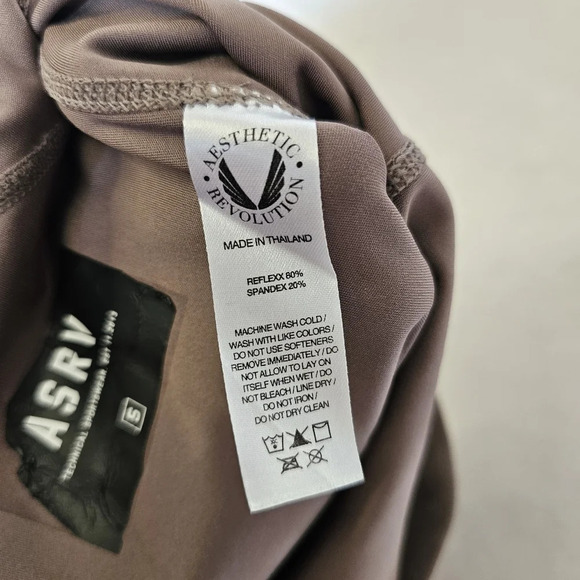 · AESTHETIC ·
REVOLUTION
MADE IN THAILAND
REFLEXX 80%
SPANDEX 20%
MACHINE WASH COLD /
WASH WITH LIKE COLORS /
DO NOT USE SOFTENERS
REMOVE IMMEDIATELY / DO
NOT ALLOW TO LAY ON
ITSELF WHEN WET / DO
NOT BLEACH / LINE DRY /
DO NOT IRON /
DO NOT DRY CLEAN
ASRV
TECHNICAL SPORTSWEAR
S